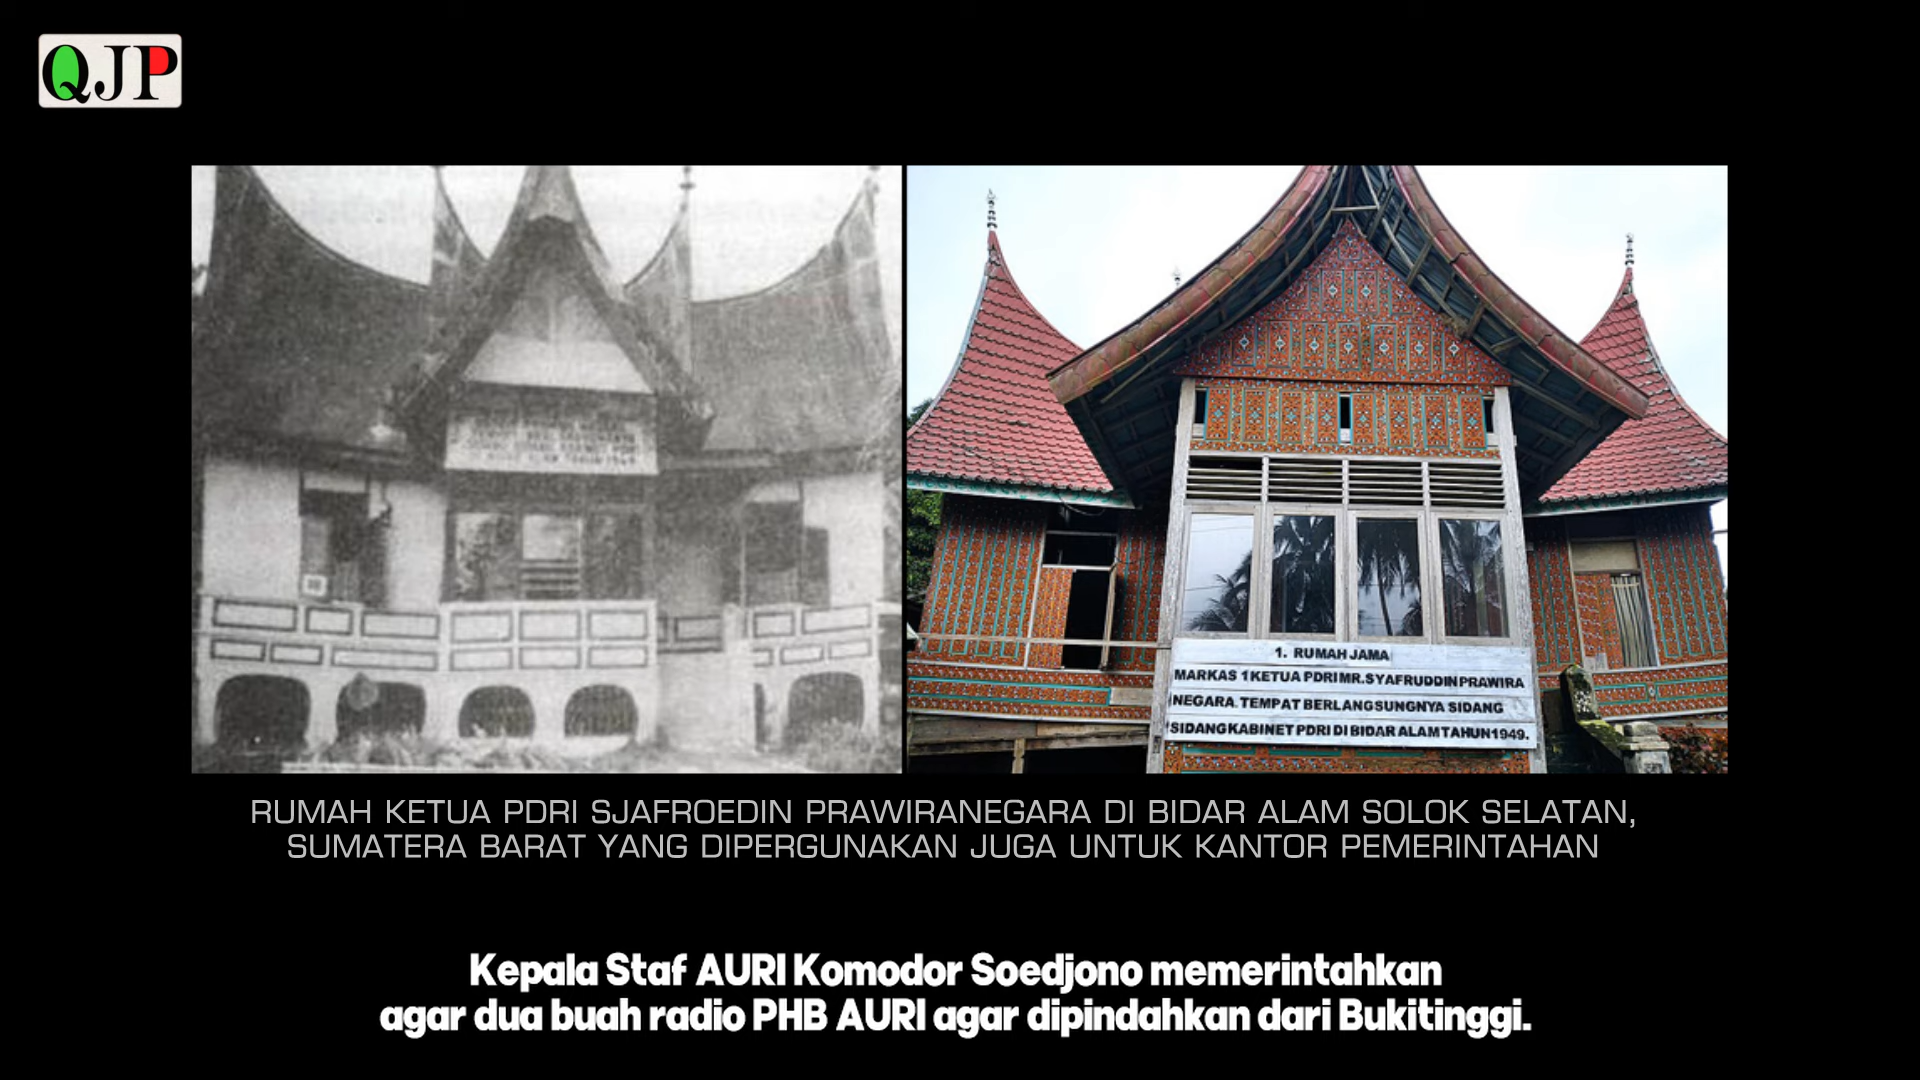 QJP
1. RUMAH JAMA
MARKAS 1 KETUA PDRI MR. SYAFRUDDIN PRAWIRA
NEGARA. TEMPAT BERLANGSUNGNYA SIDANG
SIDANG KABINET PDRI DI BIDAR ALAM TAHUN 1949.
RUMAH KETUA PDRI SJAFROEDIN PRAWIRANEGARA DI BIDAR ALAM SOLOK SELATAN,
SUMATERA BARAT YANG DIPERGUNAKAN JUGA UNTUK KANTOR PEMERINTAHAN
Kepala Staf AURI Komodor Soedjono memerintahkan
agar dua buah radio PHB AURI agar dipindahkan dari Bukitinggi.